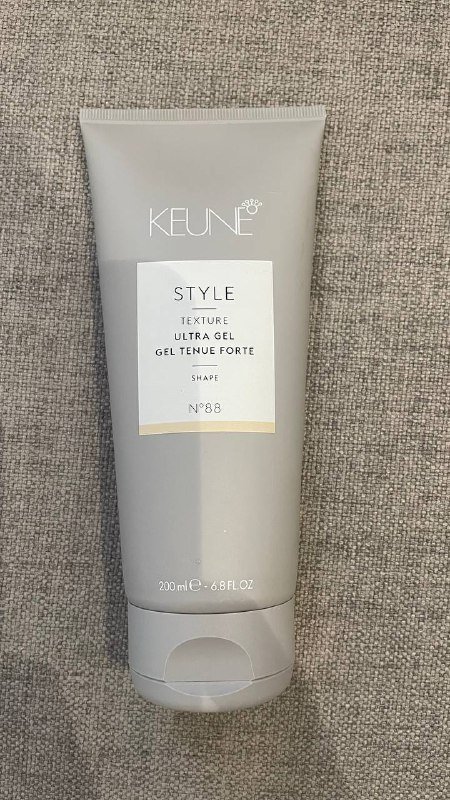 KEUNE
STYLE
TEXTURE
ULTRA GEL
GEL TENUE FORTE
SHAPE
N°88
200 ml ℮ - 6.8 FL.OZ